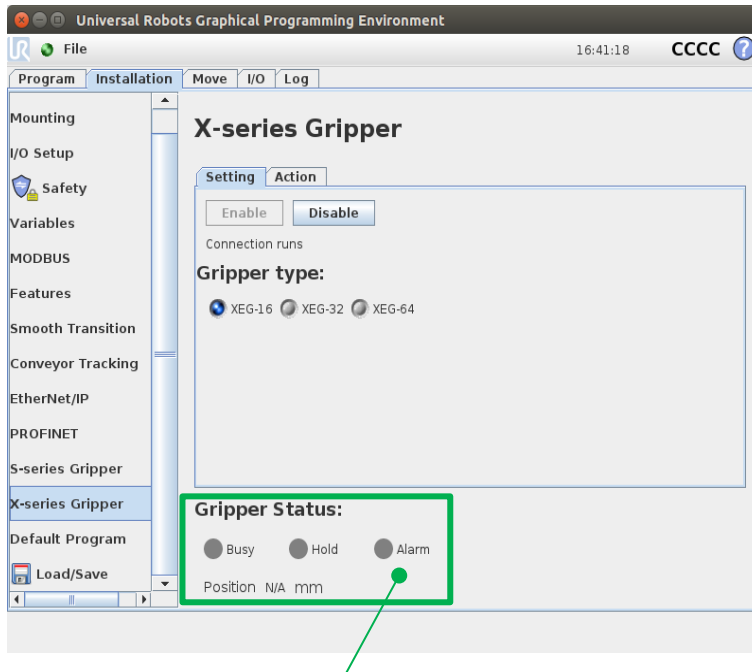 Universal Robots Graphical Programming Environment
UR File 16:41:18 CCCC ?
Program Installation Move I/O Log
Mounting
I/O Setup
Safety
Variables
MODBUS
Features
Smooth Transition
Conveyor Tracking
EtherNet/IP
PROFINET
S-series Gripper
X-series Gripper
Default Program
Load/Save
X-series Gripper
Setting Action
Enable Disable
Connection runs
Gripper type:
XEG-16 XEG-32 XEG-64
Gripper Status:
Busy Hold Alarm
Position N/A mm